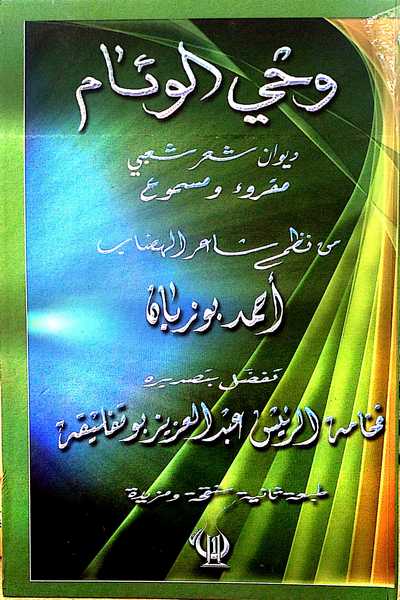 وحي الوئام
ديوان شعر شعبي
مقروء ومسموع
من نظم شاعر الهضاب
أحمد بوزيان
تفضل بتصديره
فخامة الرئيس عبد العزيز بوتفليقة
طبعة ثانية منقحة ومزيدة